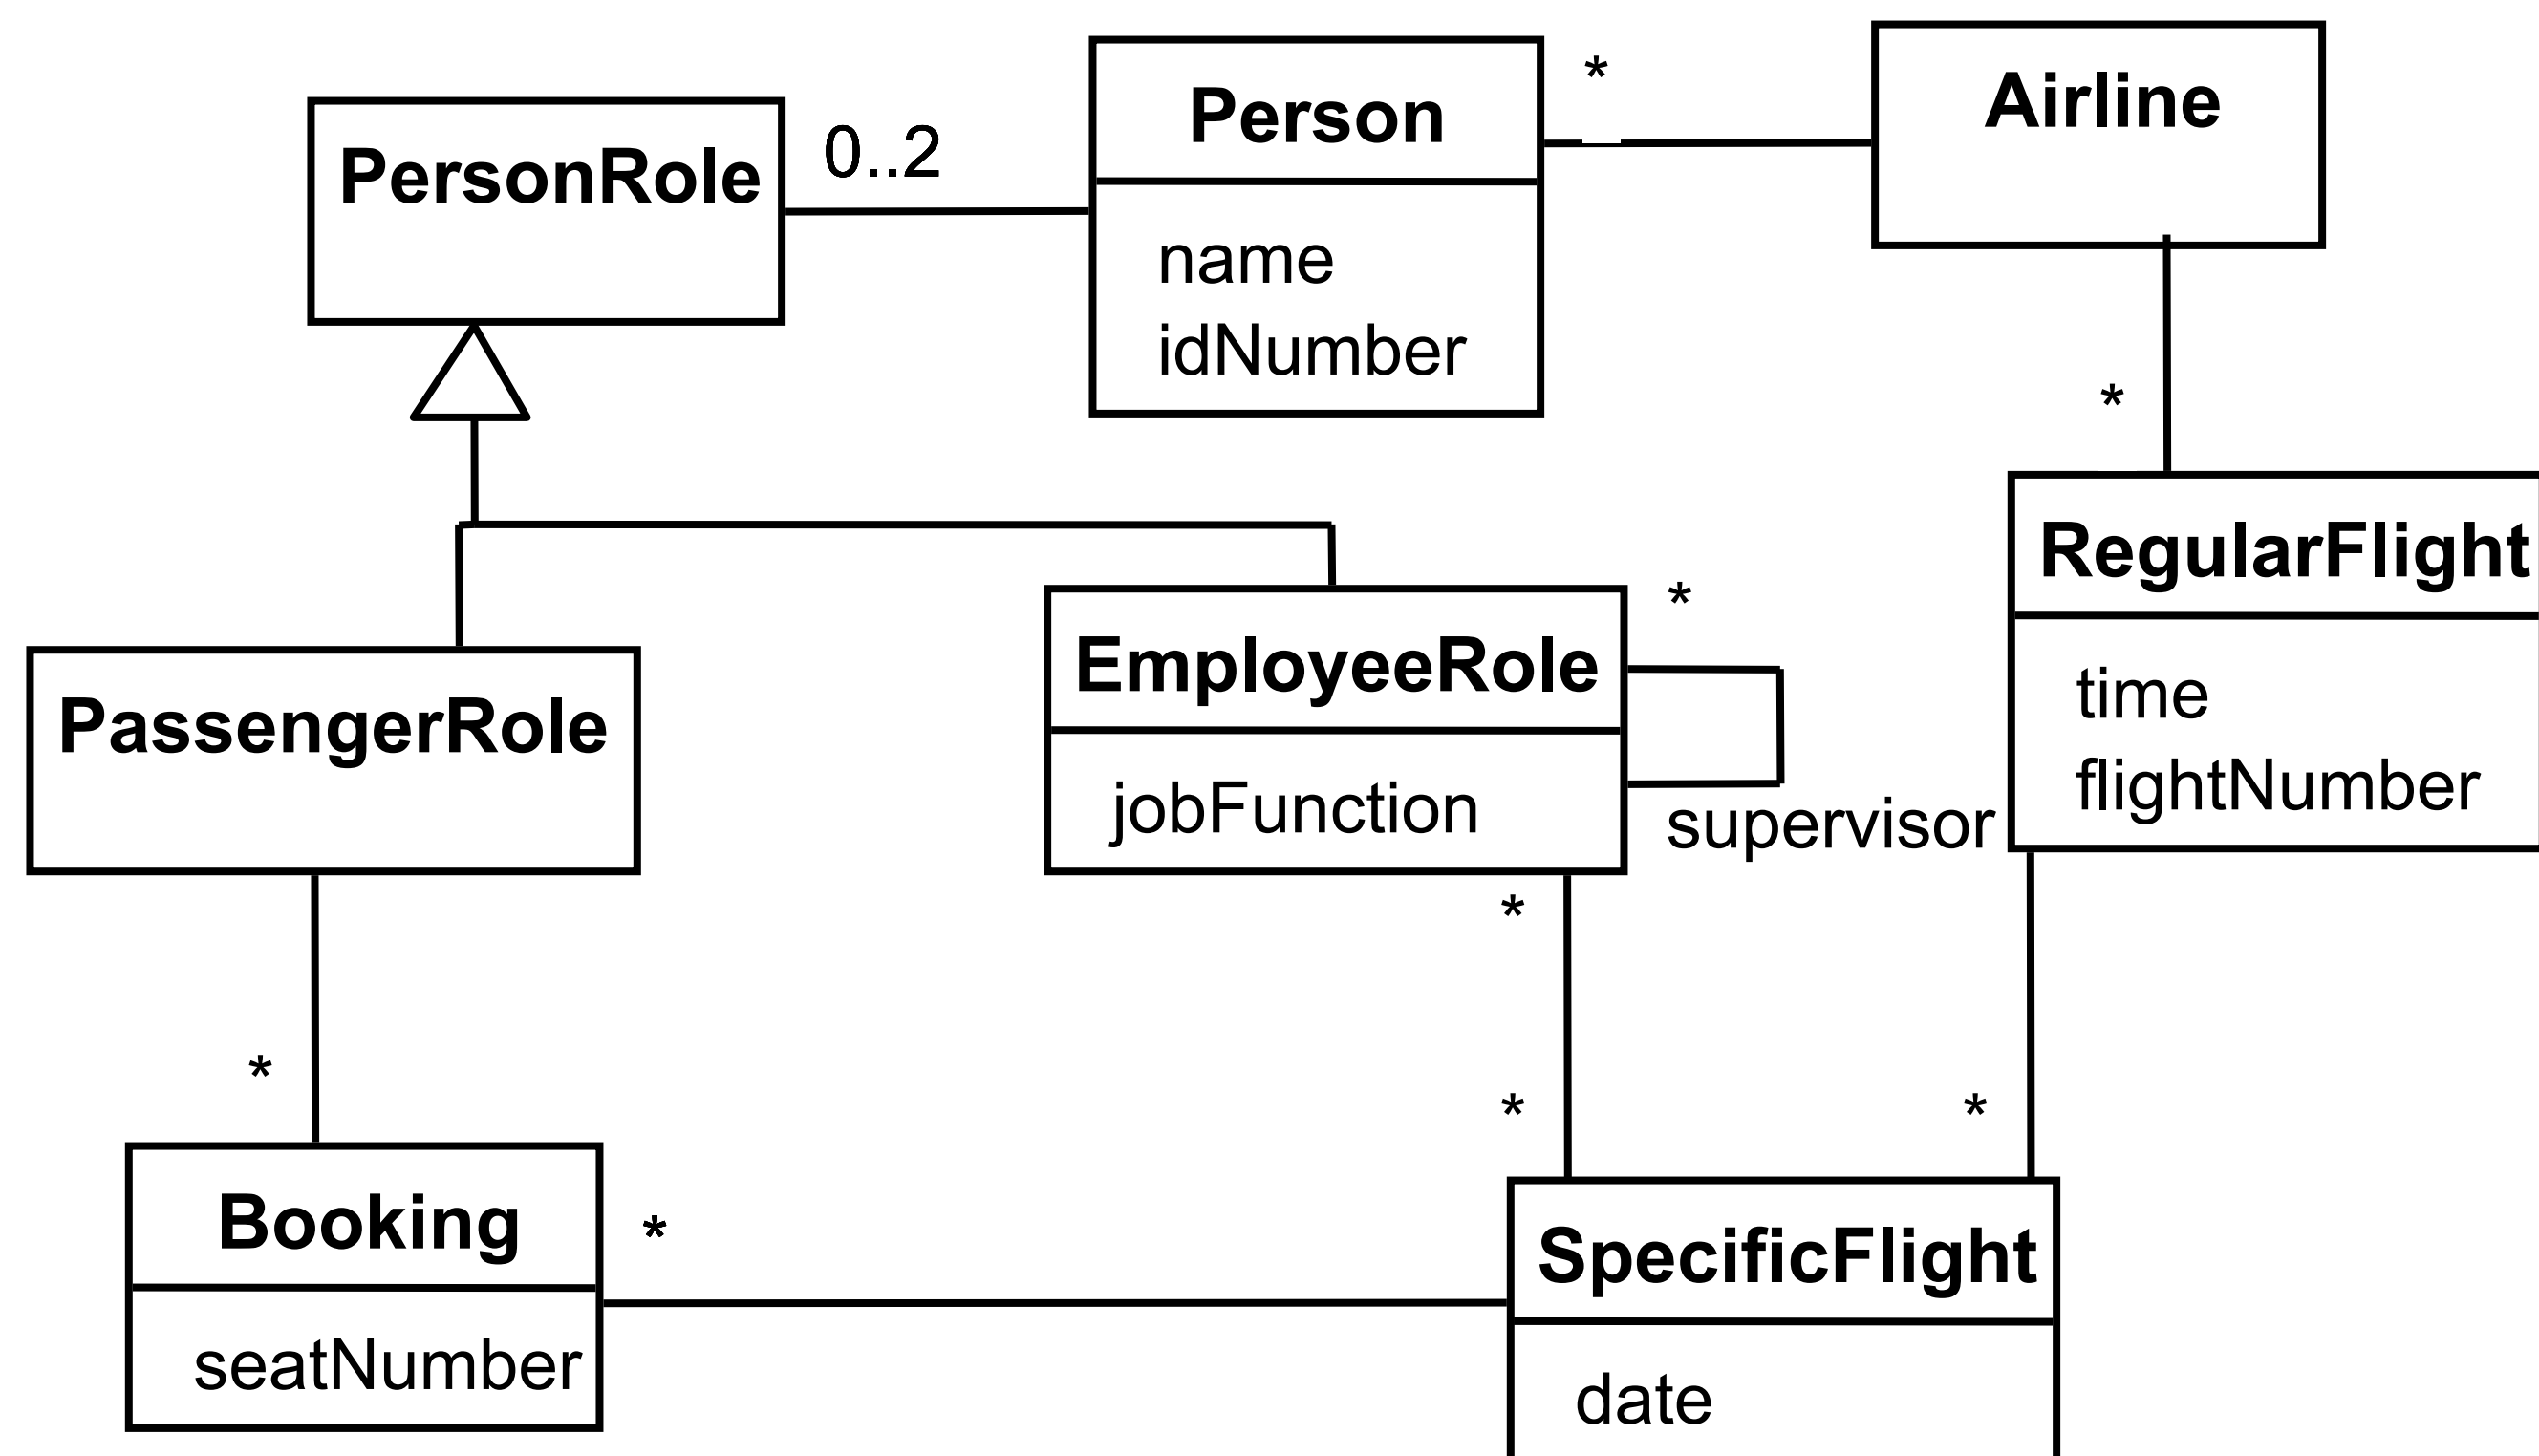 PersonRole
0..2
Person
name
idNumber
*
Airline
*
RegularFlight
time
flightNumber
PassengerRole
EmployeeRole
jobFunction
*
supervisor
*
*
*
*
Booking
seatNumber
*
SpecificFlight
date